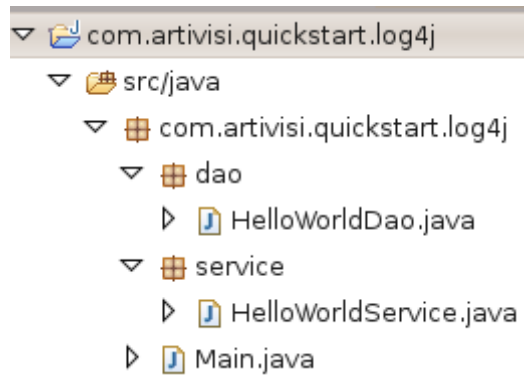 com.artivisi.quickstart.log4j
src/java
com.artivisi.quickstart.log4j
dao
HelloWorldDao.java
service
HelloWorldService.java
Main.java